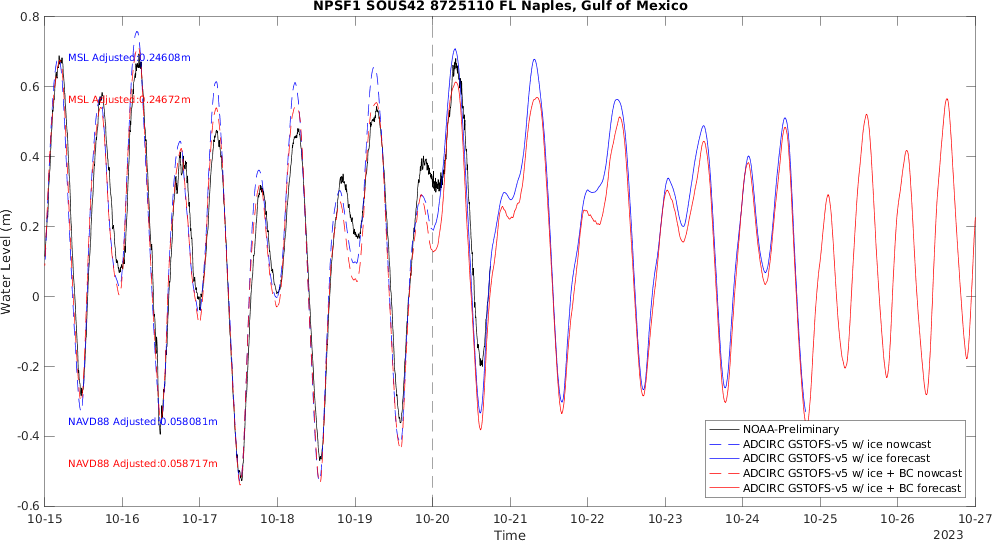 NPSF1 SOUS42 8725110 FL Naples, Gulf of Mexico
0.8
0.6
0.4
0.2
0
-0.2
-0.4
-0.6
Water Level (m)
MSL Adjusted:0.24608m
MSL Adjusted:0.24672m
NAVD88 Adjusted:0.058081m
NAVD88 Adjusted:0.058717m
NOAA-Preliminary
ADCIRC GSTOFS-v5 w/ ice nowcast
ADCIRC GSTOFS-v5 w/ ice forecast
ADCIRC GSTOFS-v5 w/ ice + BC nowcast
ADCIRC GSTOFS-v5 w/ ice + BC forecast
10-15 10-16 10-17 10-18 10-19 10-20 10-21 10-22 10-23 10-24 10-25 10-26 10-27
Time
2023